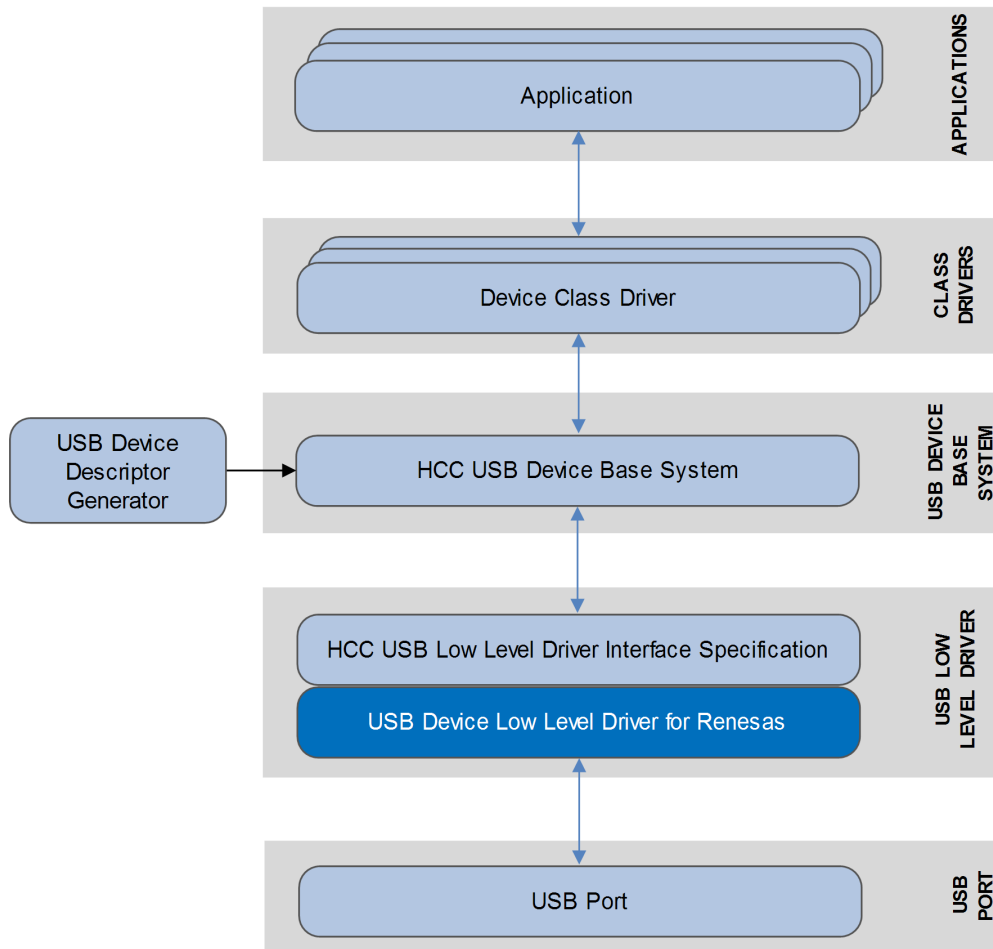 Application
APPLICATIONS
Device Class Driver
CLASS
DRIVERS
USB Device
Descriptor
Generator
HCC USB Device Base System
USB DEVICE
BASE
SYSTEM
HCC USB Low Level Driver Interface Specification
USB Device Low Level Driver for Renesas
USB LOW
LEVEL DRIVER
USB Port
USB
PORT